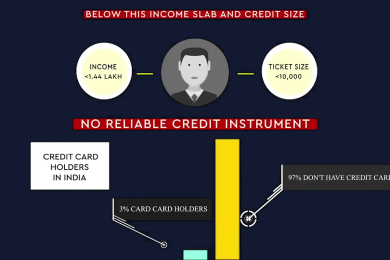 BELOW THIS INCOME SLAB AND CREDIT SIZE
INCOME
<1.44 LAKH
TICKET SIZE
<10,000
NO RELIABLE CREDIT INSTRUMENT
CREDIT CARD
HOLDERS
IN INDIA
97% DON'T HAVE CREDIT CARD
3% CARD CARD HOLDERS